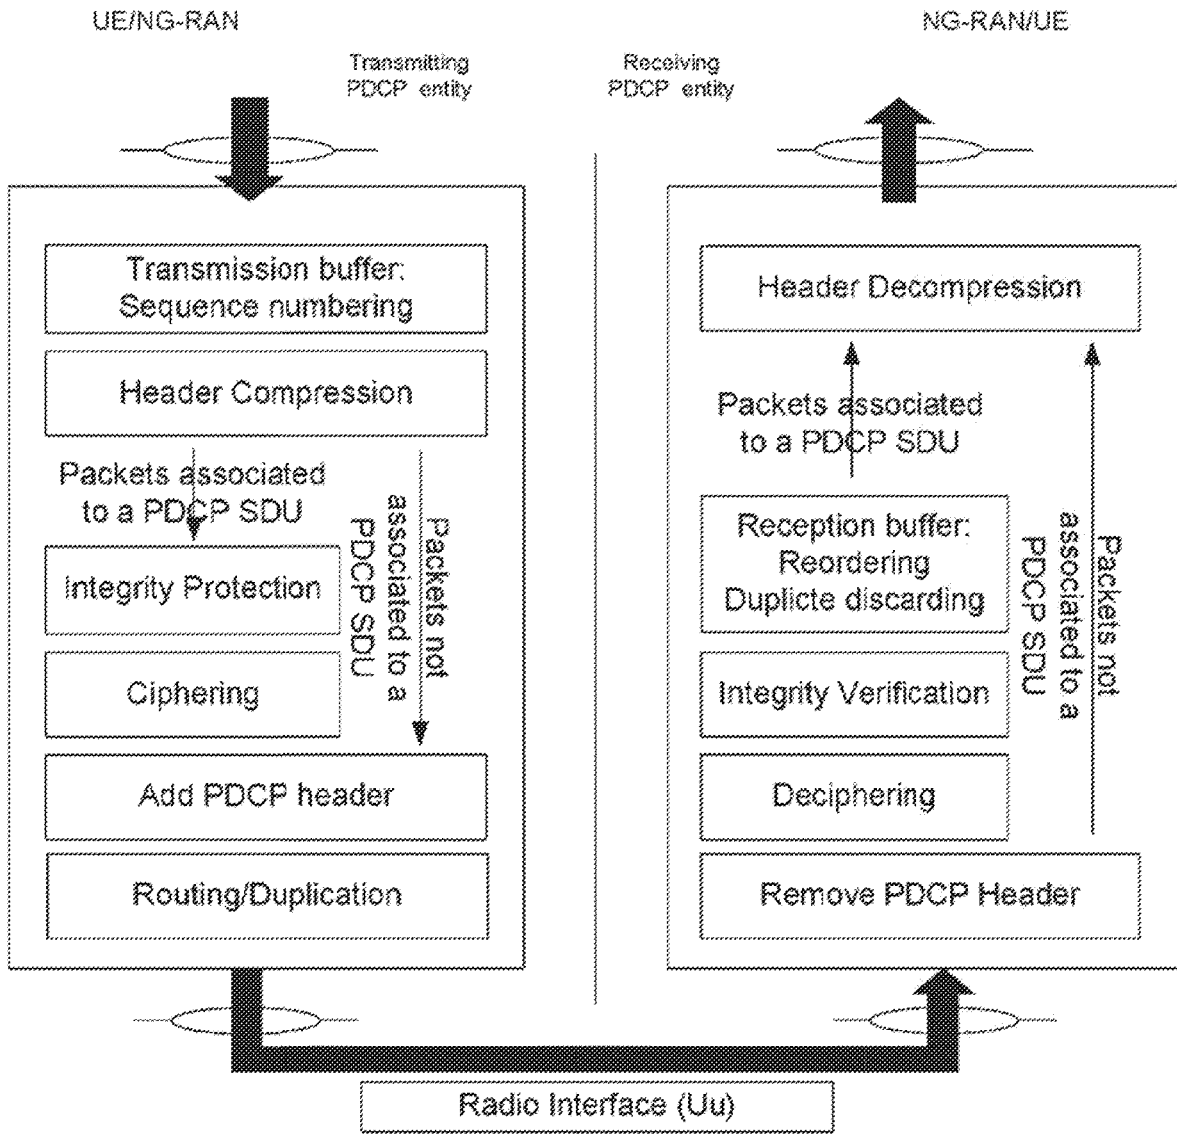 UE/NG-RAN
NG-RAN/UE
Transmitting
PDCP entity
Receiving
PDCP entity
Transmission buffer:
Sequence numbering
Header Compression
Packets associated
to a PDCP SDU
Packets not
associated to a
PDCP SDU
Integrity Protection
Ciphering
Add PDCP header
Routing/Duplication
Header Decompression
Packets associated
to a PDCP SDU
Reception buffer:
Reordering
Duplicte discarding
Packets not
associated to a
PDCP SDU
Integrity Verification
Deciphering
Remove PDCP Header
Radio Interface (Uu)